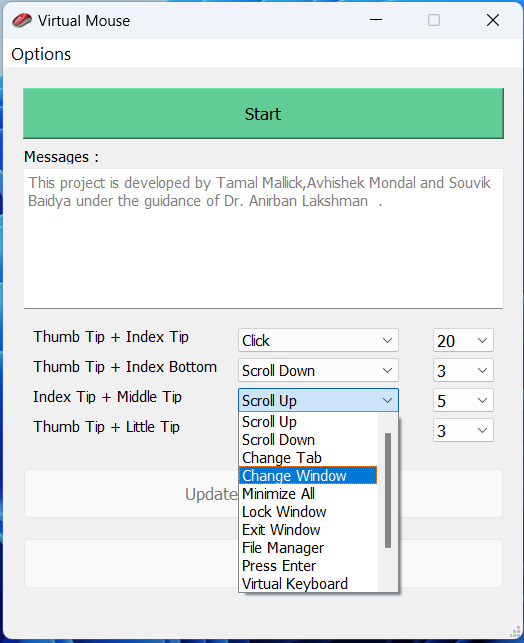 Virtual Mouse
Options
Start
Messages :
This project is developed by Tamal Mallick,Avhishek Mondal and Souvik
Baidya under the guidance of Dr. Anirban Lakshman .
Thumb Tip + Index Tip Click 20
Thumb Tip + Index Bottom Scroll Down 3
Index Tip + Middle Tip Scroll Up 5
Thumb Tip + Little Tip 3
Scroll Up
Scroll Down
Change Tab
Change Window
Minimize All
Update
Lock Window
Exit Window
File Manager
Press Enter
Virtual Keyboard